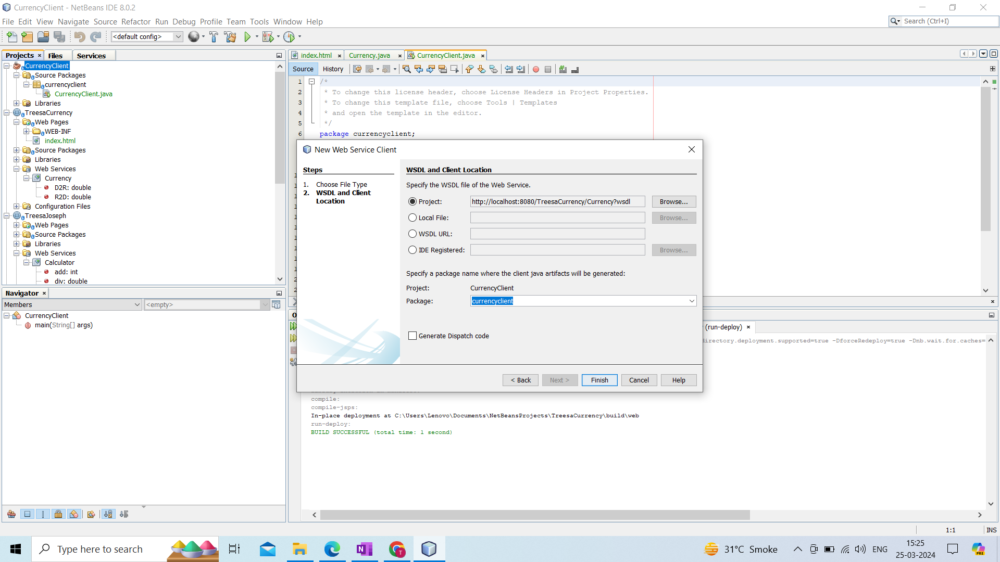 CurrencyClient - NetBeans IDE 8.0.2
File Edit View Navigate Source Refactor Run Debug Profile Team Tools Window Help
Search (Ctrl+I)
<default config>
Projects Files Services
CurrencyClient
Source Packages
currencyclient
CurrencyClient.java
Libraries
TreesaCurrency
Web Pages
WEB-INF
index.html
Source Packages
Libraries
Web Services
Currency
D2R: double
R2D: double
Configuration Files
TreesaJoseph
Web Pages
Source Packages
Libraries
Web Services
Calculator
add: int
div: double
Navigator
Members
<empty>
CurrencyClient
main(String[] args)
index.html Currency.java CurrencyClient.java
Source History
1 /*
2 * To change this license header, choose License Headers in Project Properties.
3 * To change this template file, choose Tools | Templates
4 * and open the template in the editor.
5 */
6 package currencyclient;
New Web Service Client
Steps
1. Choose File Type
2. WSDL and Client
Location
WSDL and Client Location
Specify the WSDL file of the Web Service.
Project: http://localhost:8080/TreesaCurrency/Currency?wsdl Browse...
Local File: Browse...
WSDL URL:
IDE Registered: Browse...
Specify a package name where the client java artifacts will be generated:
Project: CurrencyClient
Package: currencyclient
Generate Dispatch code
< Back Next > Finish Cancel Help
(run-deploy)
directory.deployment.supported=true -DforceRedeploy=true -Dnb.wait.for.caches=
compile:
compile-jsps:
In-place deployment at C:\Users\Lenovo\Documents\NetBeansProjects\TreesaCurrency\build\web
run-deploy:
BUILD SUCCESSFUL (total time: 1 second)
1:1 INS
Type here to search
31°C Smoke
ENG
15:25
25-03-2024
PRE